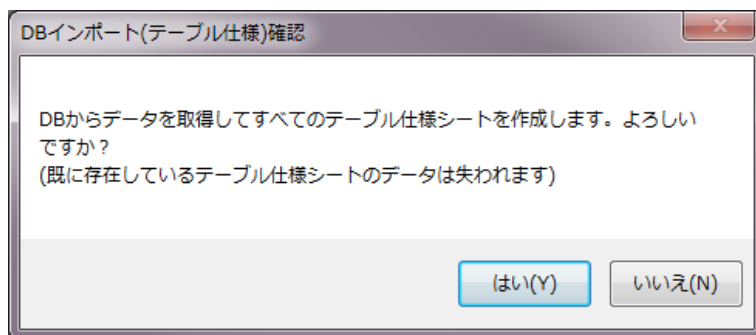 DBインポート(テーブル仕様)確認
DBからデータを取得してすべてのテーブル仕様シートを作成します。よろしい
ですか？
(既に存在しているテーブル仕様シートのデータは失われます)
はい(Y)
いいえ(N)